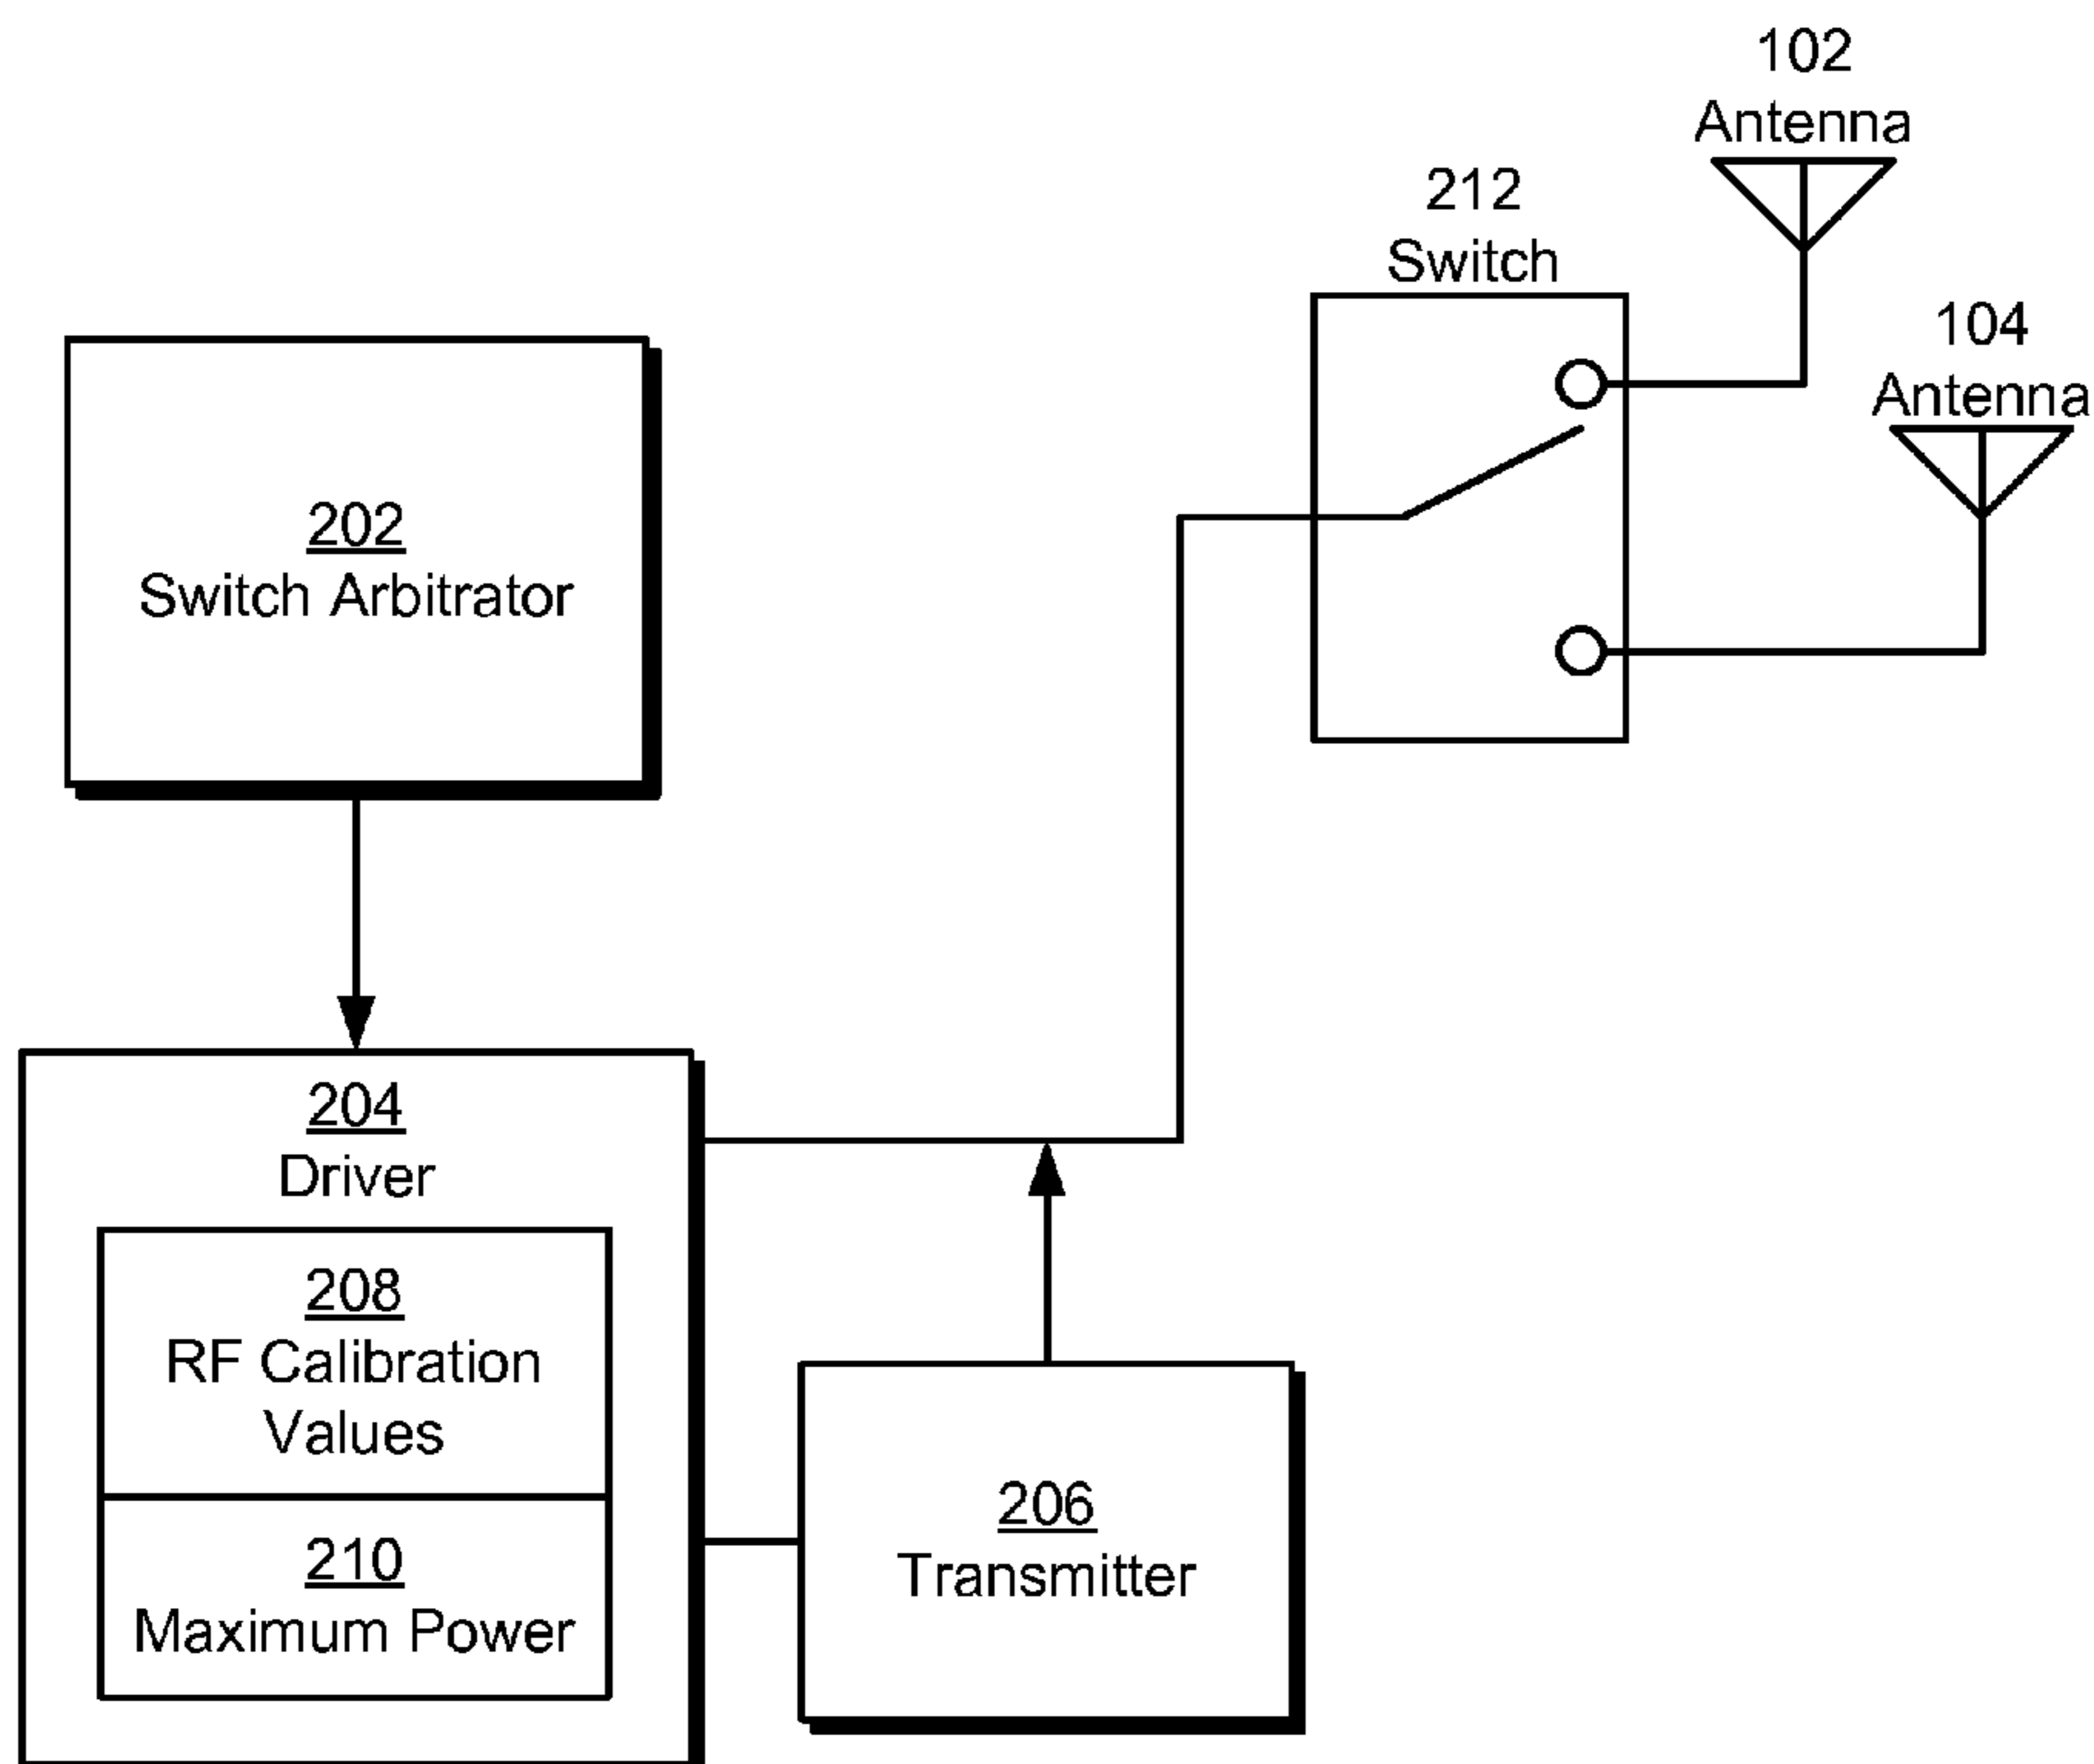 102
Antenna
212
Switch
104
Antenna
202
Switch Arbitrator
204
Driver
208
RF Calibration
Values
210
Maximum Power
206
Transmitter